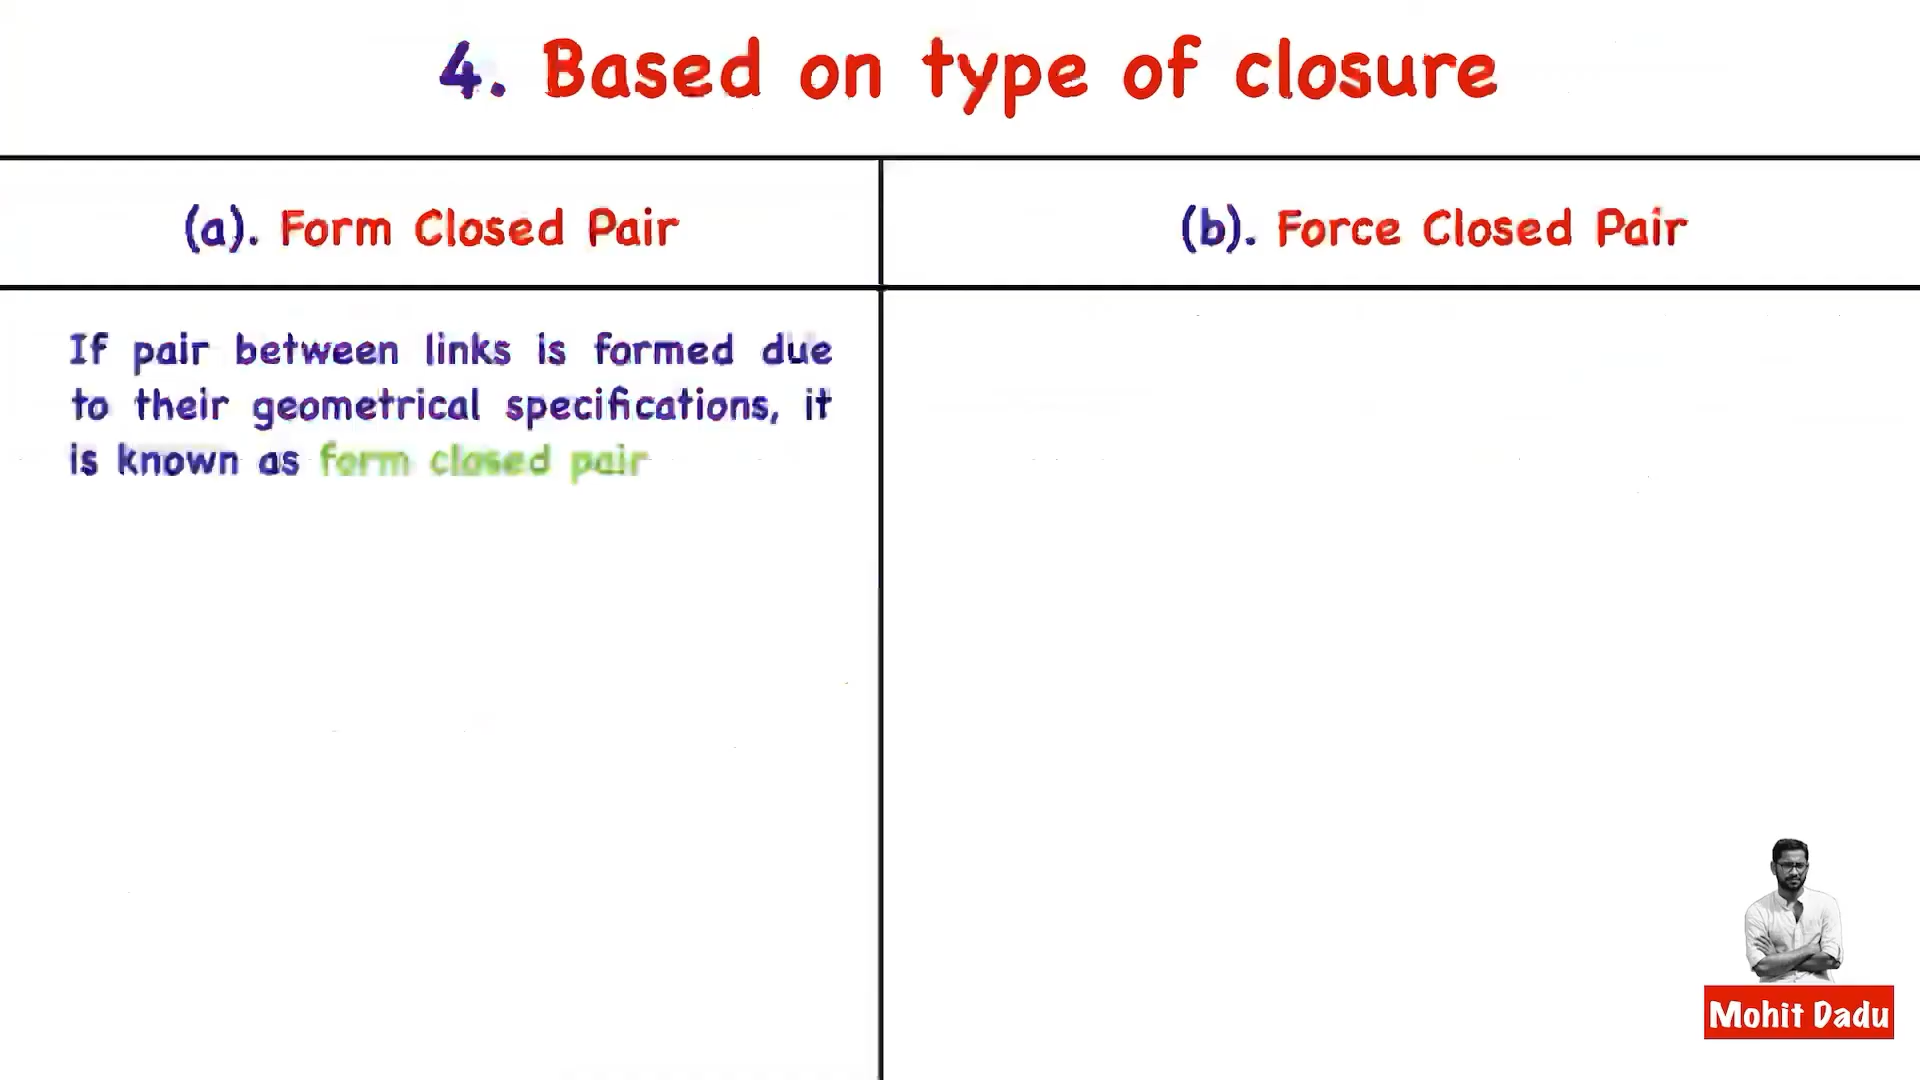 4. Based on type of closure
(a). Form Closed Pair
(b). Force Closed Pair
If pair between links is formed due
to their geometrical specifications, it
is known as form closed pair
Mohit Dadu